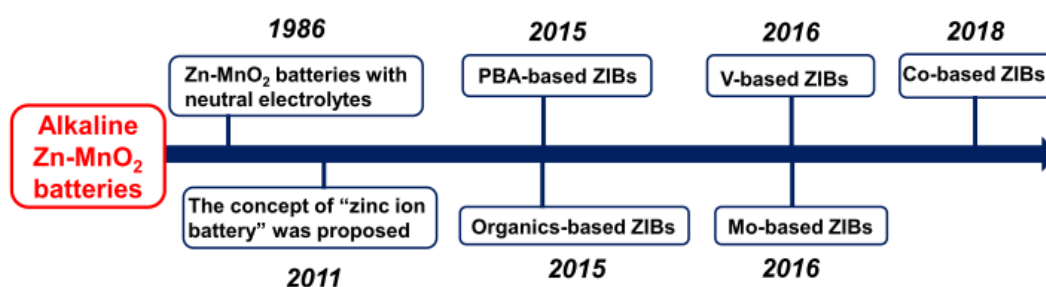 1986
2015
2016
2018
Zn-MnO₂ batteries with
neutral electrolytes
PBA-based ZIBs
V-based ZIBs
Co-based ZIBs
Alkaline
Zn-MnO₂
batteries
The concept of “zinc ion
battery” was proposed
Organics-based ZIBs
Mo-based ZIBs
2011
2015
2016